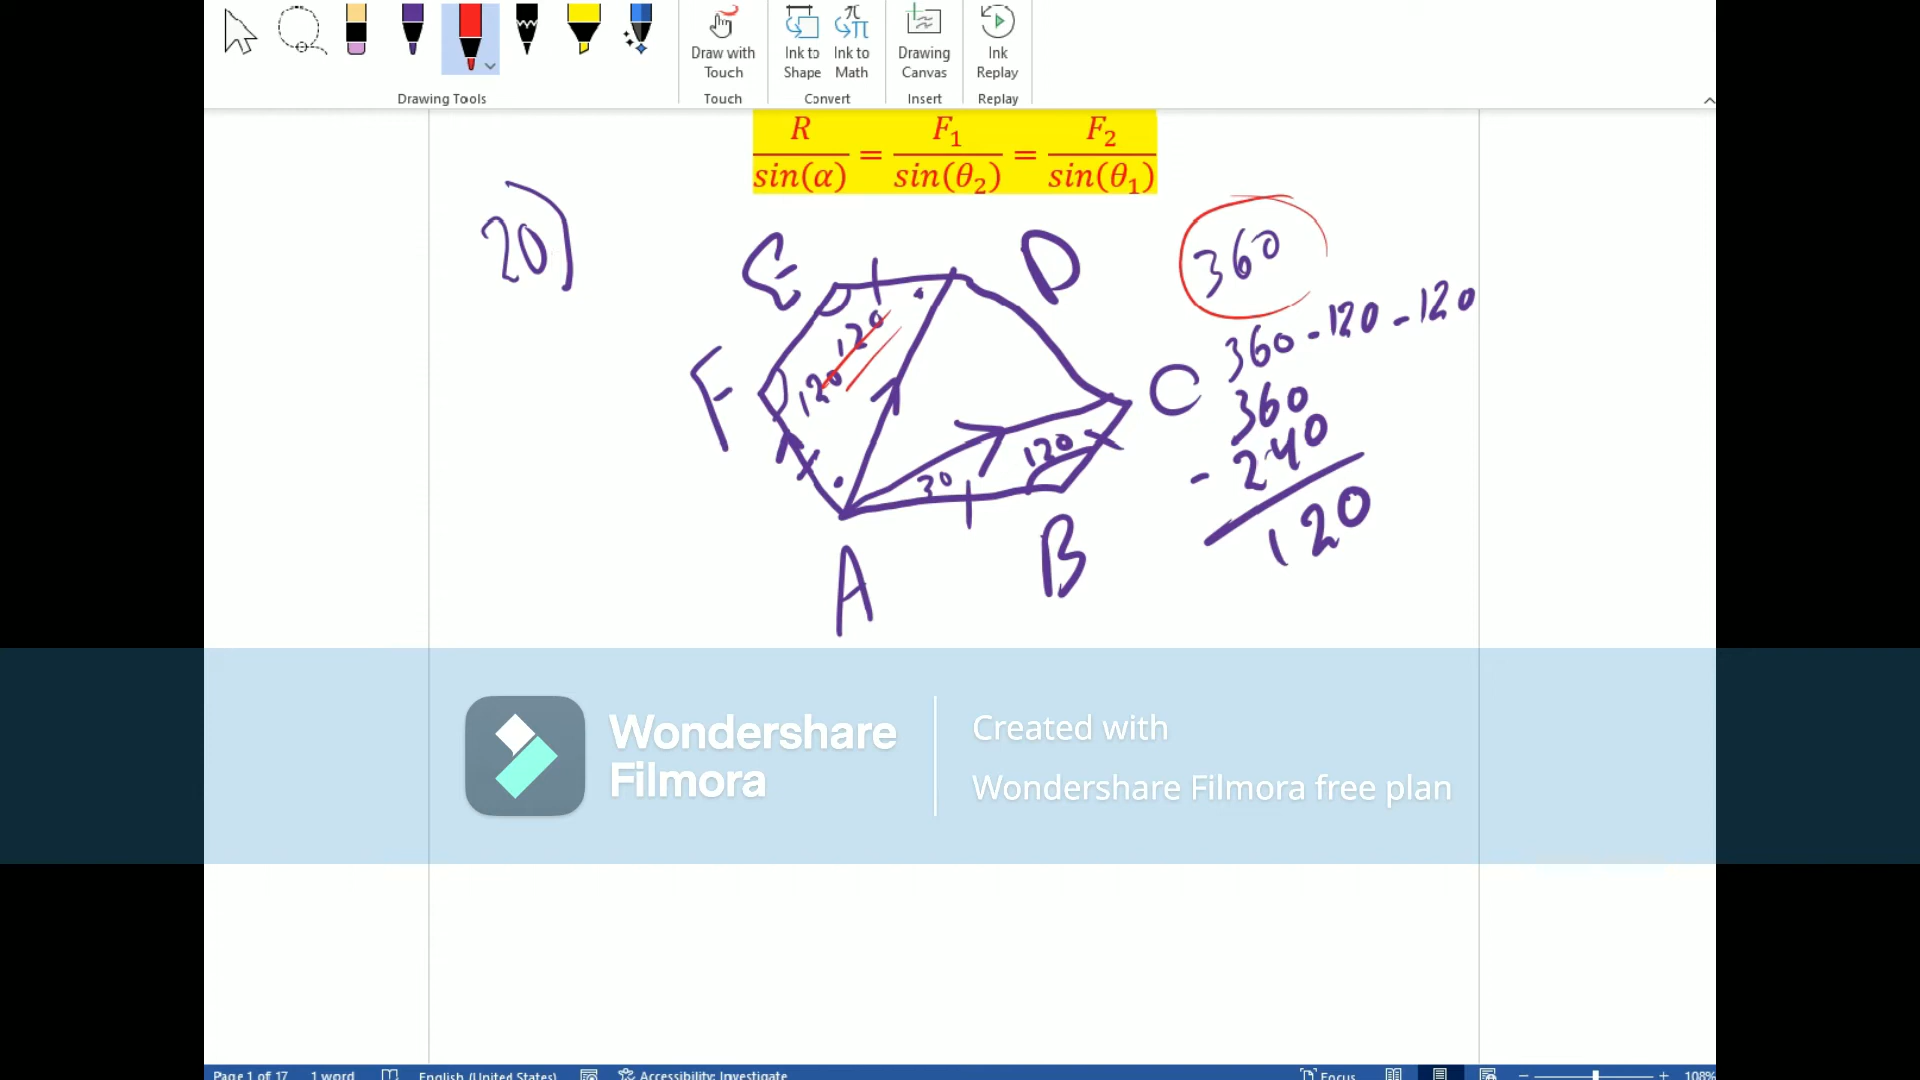 Draw with Touch
Ink to Shape
Ink to Math
Drawing Canvas
Ink Replay
Drawing Tools
Touch
Convert
Insert
Replay
R/sin(α) = F₁/sin(θ₂) = F₂/sin(θ₁)
20)
E
D
360
360 - 120 - 120
F
120
120
C
360
- 240
120
30
120
A
B
Wondershare Filmora
Created with
Wondershare Filmora free plan
Page 1 of 17
1 word
English (United States)
Accessibility: Investigate
Focus
108%